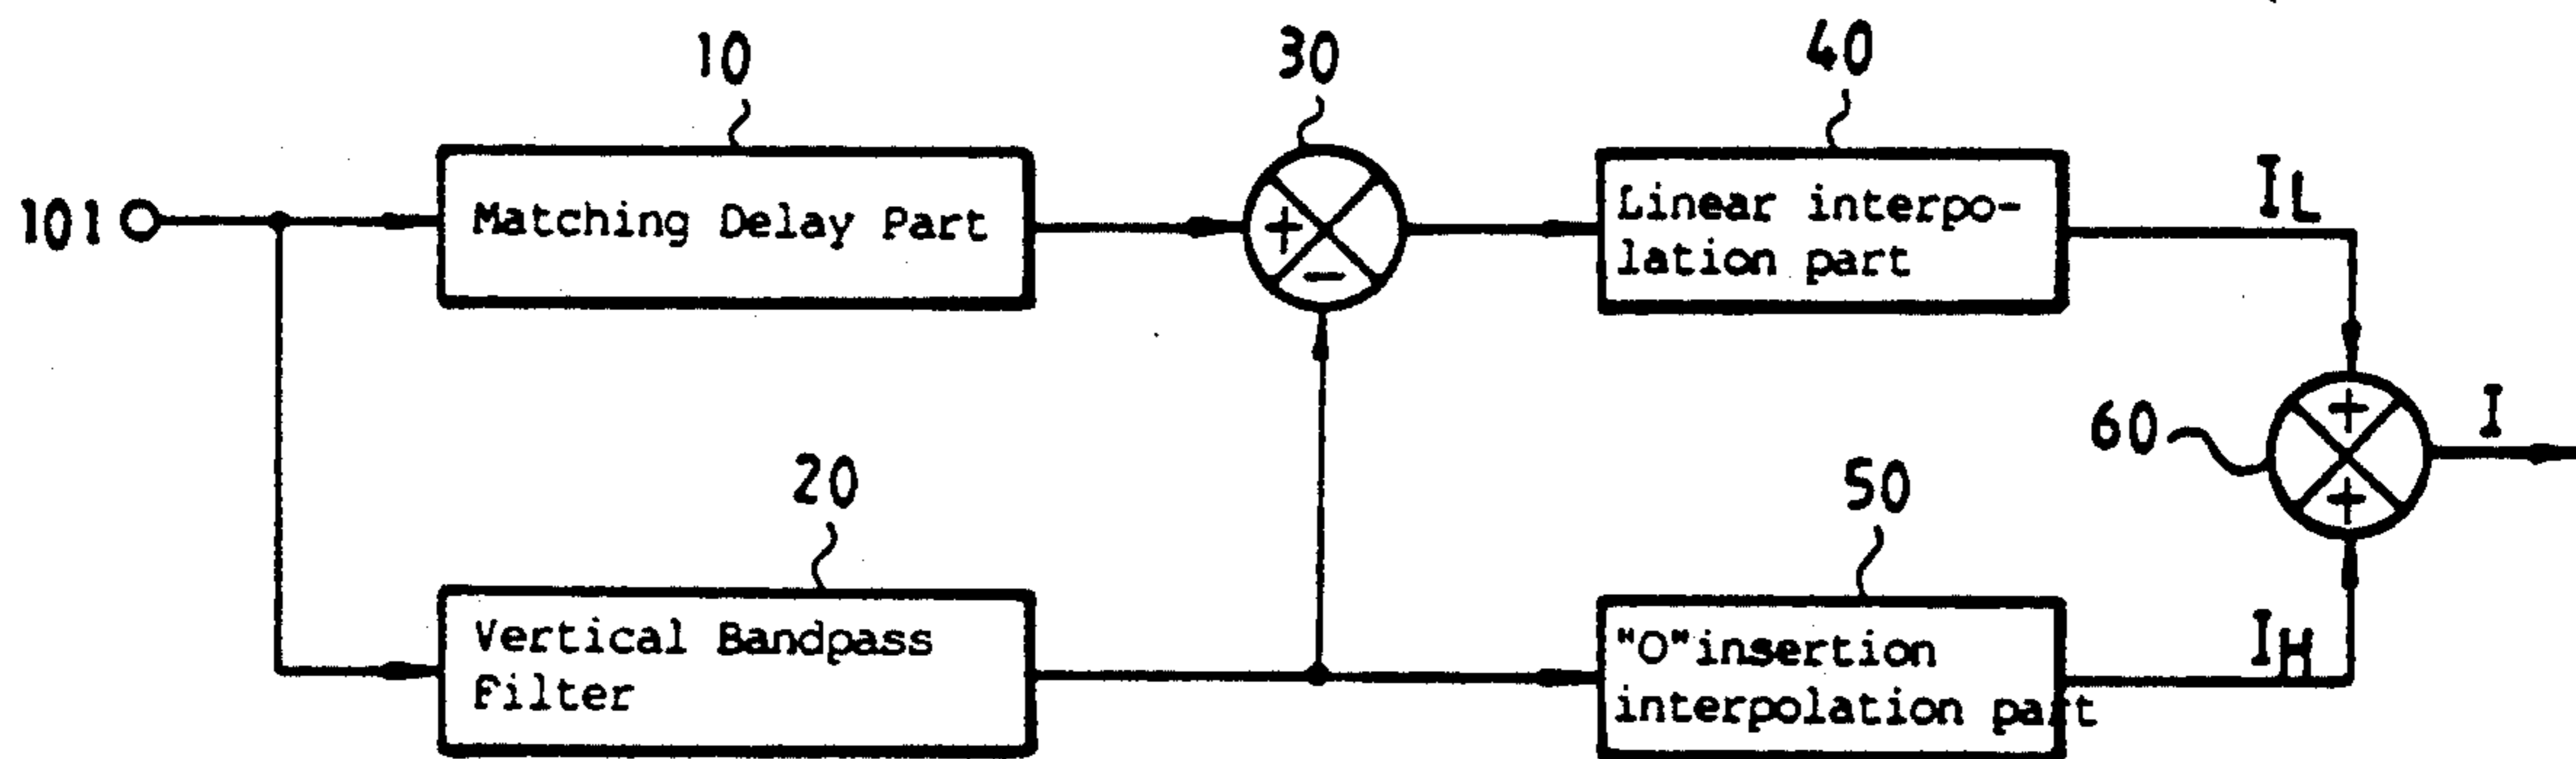 10
30
40
101
Matching Delay Part
+
−
Linear interpo-
lation part
IL
60
+
+
I
20
50
Vertical Bandpass
Filter
"O"insertion
interpolation part
IH